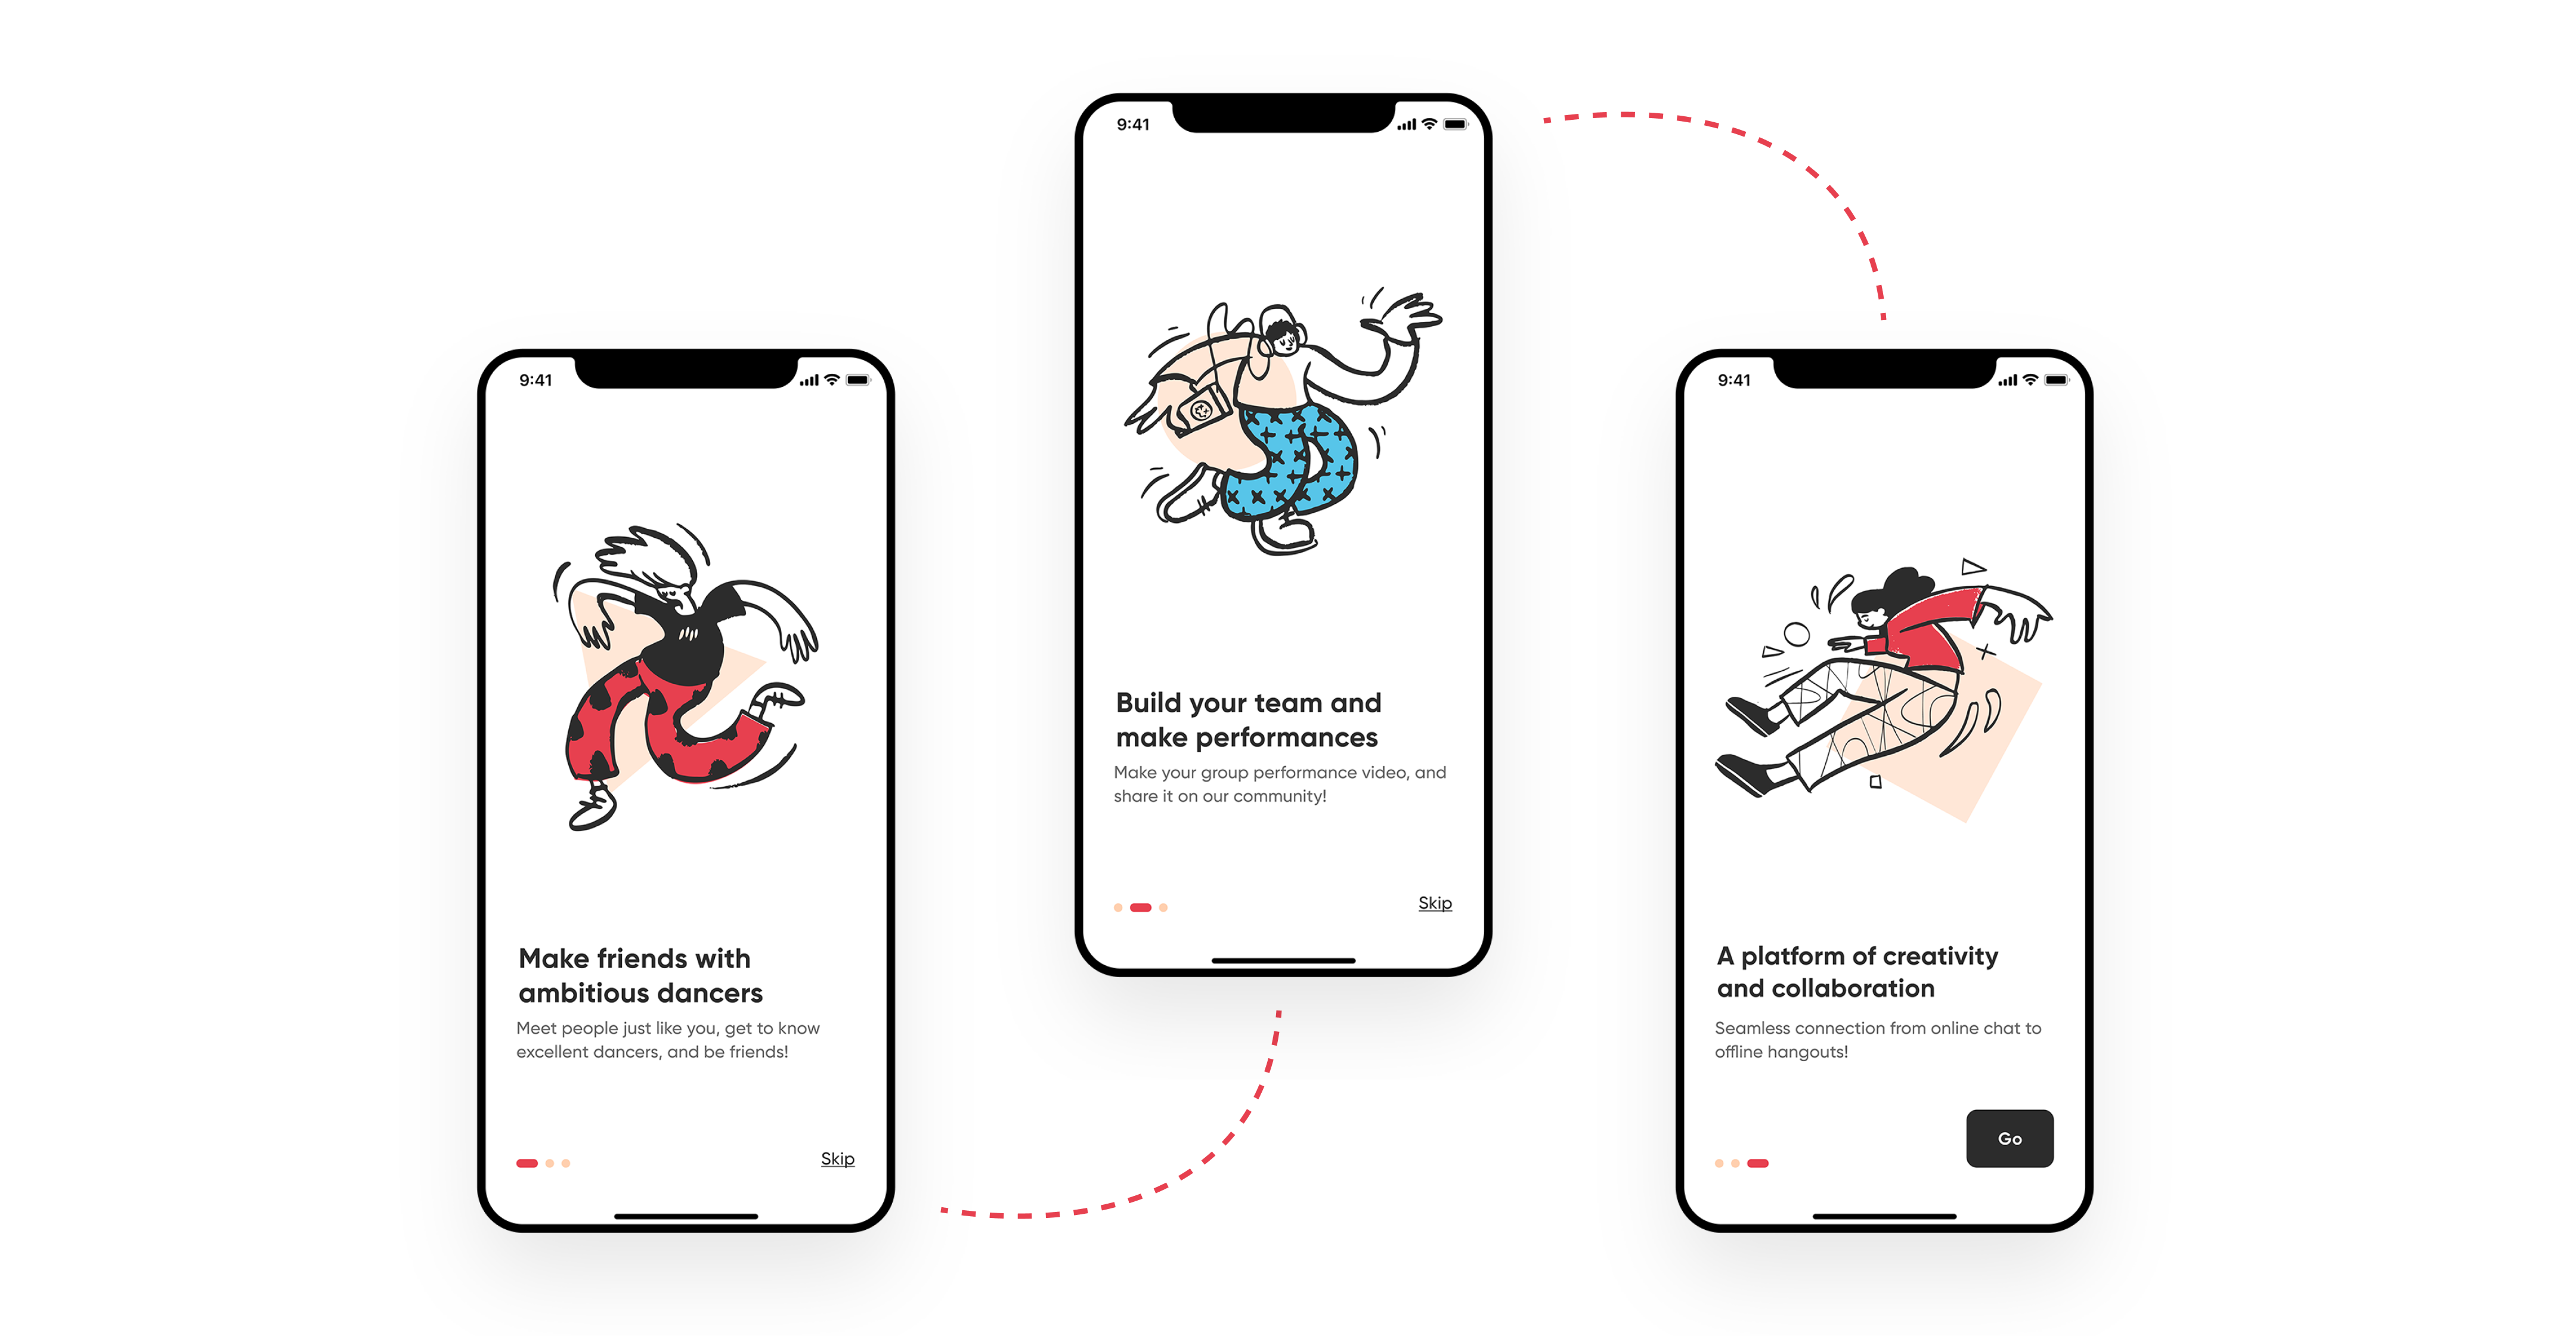 9:41
Make friends with
ambitious dancers
Meet people just like you, get to know
excellent dancers, and be friends!
Skip
9:41
Build your team and
make performances
Make your group performance video, and
share it on our community!
Skip
9:41
A platform of creativity
and collaboration
Seamless connection from online chat to
offline hangouts!
Go